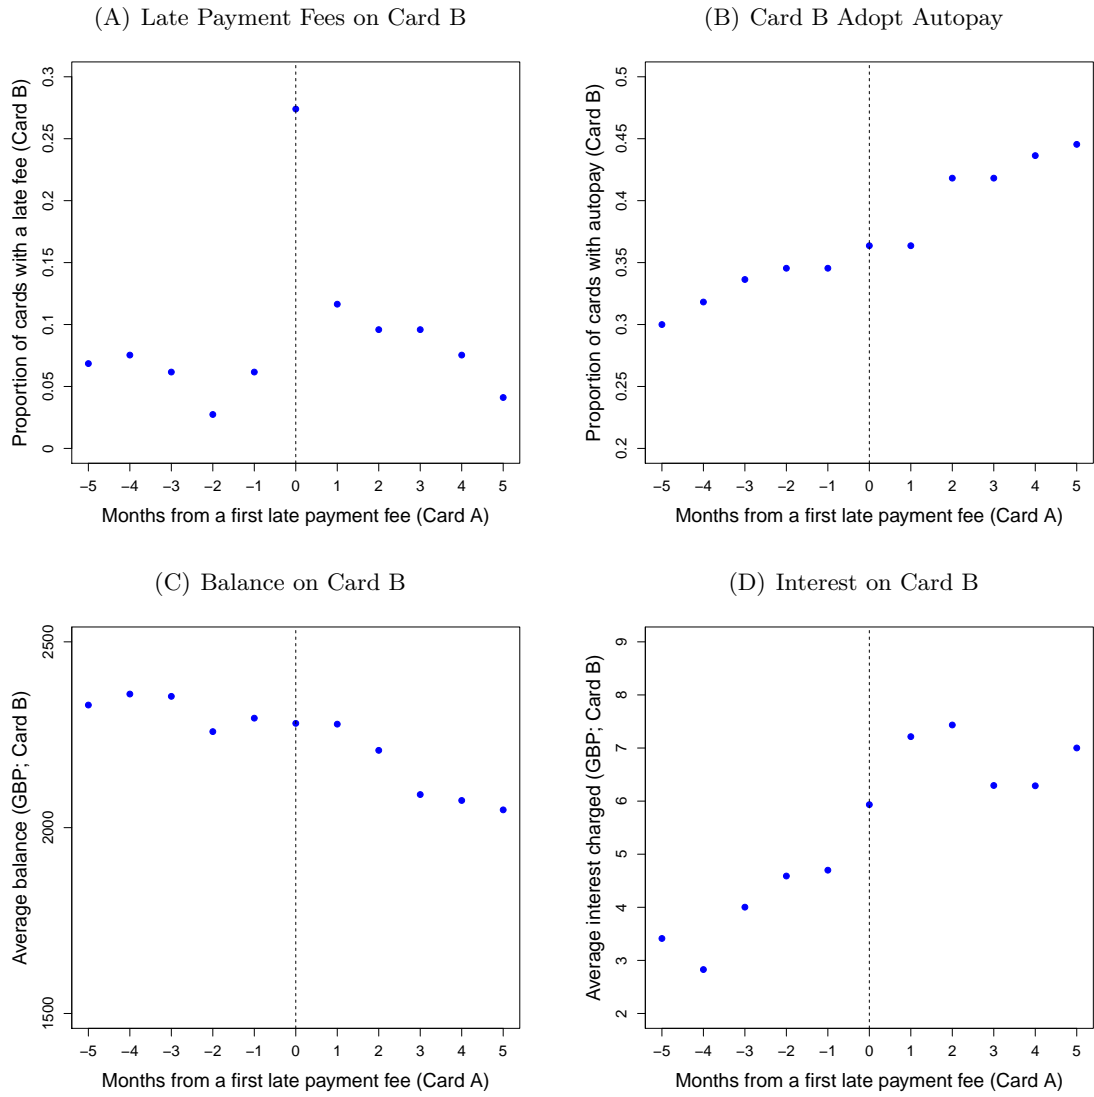 (A) Late Payment Fees on Card B
Proportion of cards with a late fee (Card B)
0.3
0.25
0.2
0.15
0.1
0.05
0
−5 −4 −3 −2 −1 0 1 2 3 4 5
Months from a first late payment fee (Card A)
(B) Card B Adopt Autopay
Proportion of cards with autopay (Card B)
0.5
0.45
0.4
0.35
0.3
0.25
0.2
−5 −4 −3 −2 −1 0 1 2 3 4 5
Months from a first late payment fee (Card A)
(C) Balance on Card B
Average balance (GBP; Card B)
2500
2000
1500
−5 −4 −3 −2 −1 0 1 2 3 4 5
Months from a first late payment fee (Card A)
(D) Interest on Card B
Average interest charged (GBP; Card B)
9
8
7
6
5
4
3
2
−5 −4 −3 −2 −1 0 1 2 3 4 5
Months from a first late payment fee (Card A)